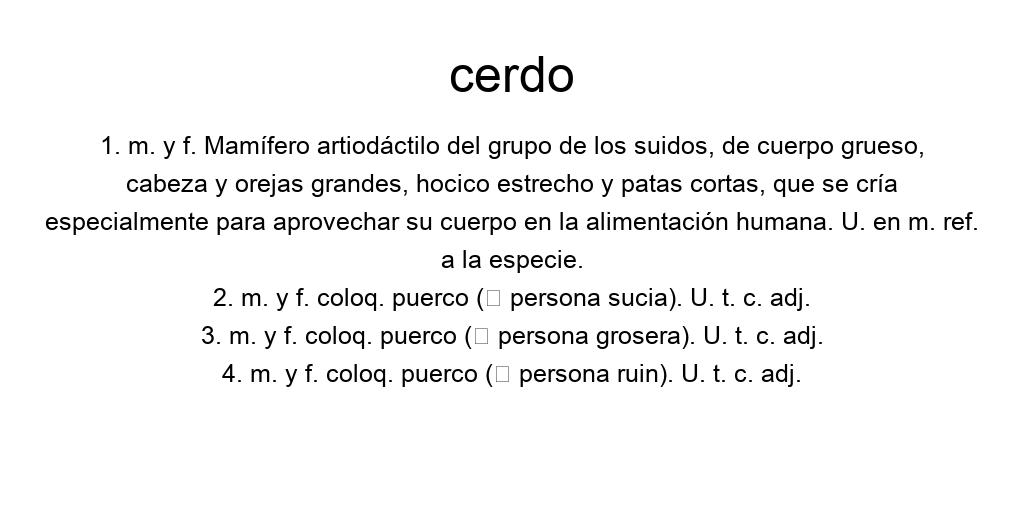 cerdo
1. m. y f. Mamífero artiodáctilo del grupo de los suidos, de cuerpo grueso,
cabeza y orejas grandes, hocico estrecho y patas cortas, que se cría
especialmente para aprovechar su cuerpo en la alimentación humana. U. en m. ref.
a la especie.
2. m. y f. coloq. puerco (□ persona sucia). U. t. c. adj.
3. m. y f. coloq. puerco (□ persona grosera). U. t. c. adj.
4. m. y f. coloq. puerco (□ persona ruin). U. t. c. adj.